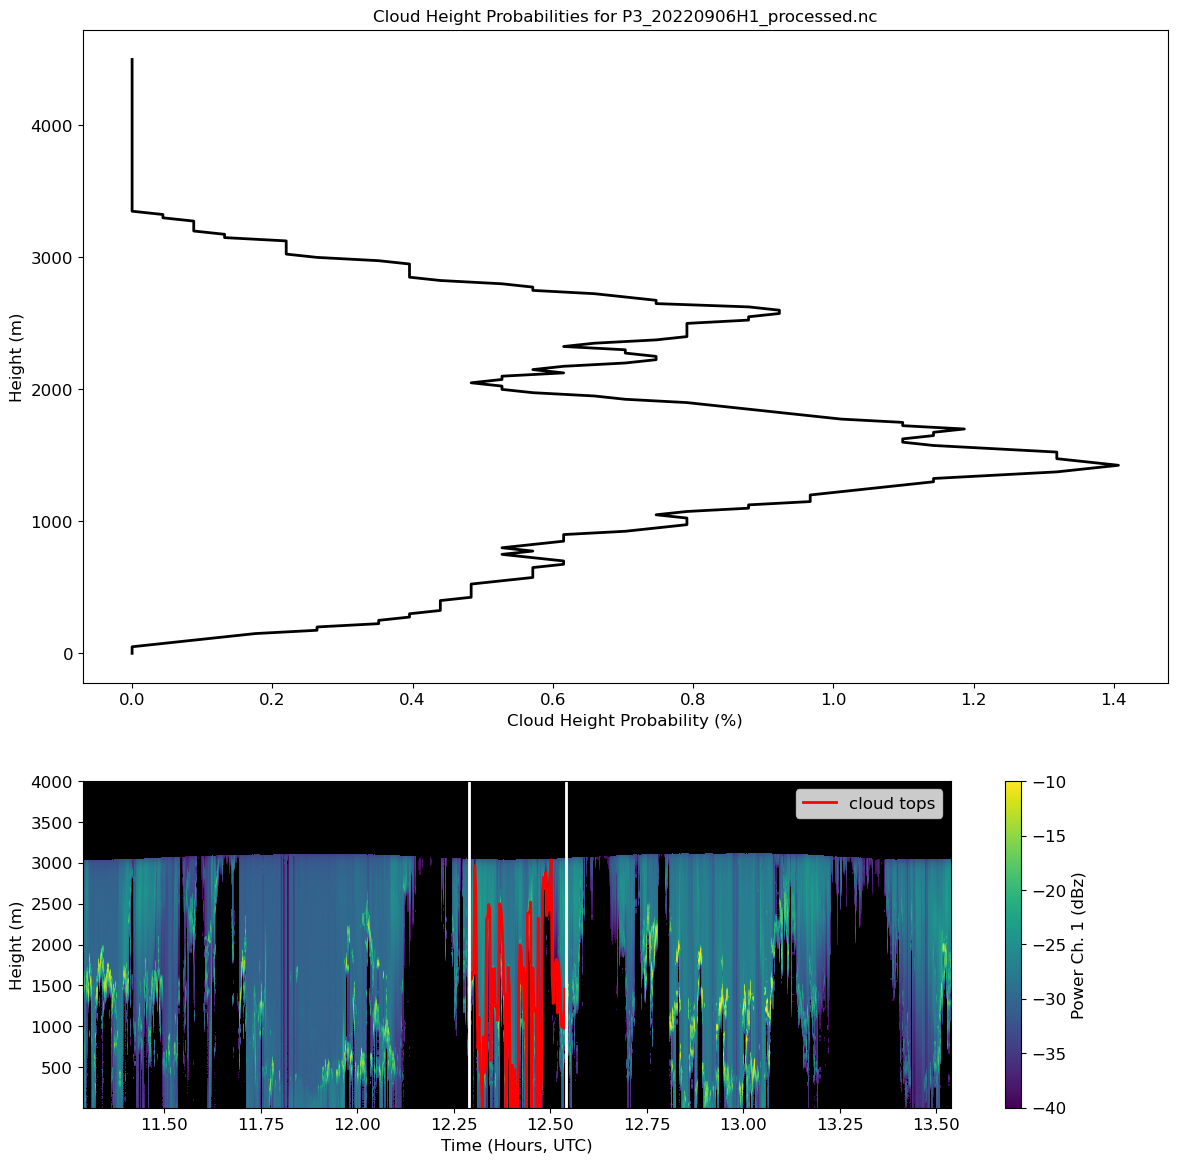 Cloud Height Probabilities for P3_20220906H1_processed.nc
4000
3000
2000
1000
0
Height (m)
0.0 0.2 0.4 0.6 0.8 1.0 1.2 1.4
Cloud Height Probability (%)
4000
3500
3000
2500
2000
1500
1000
500
Height (m)
cloud tops
11.50 11.75 12.00 12.25 12.50 12.75 13.00 13.25 13.50
Time (Hours, UTC)
−10
−15
−20
−25
−30
−35
−40
Power Ch. 1 (dBz)